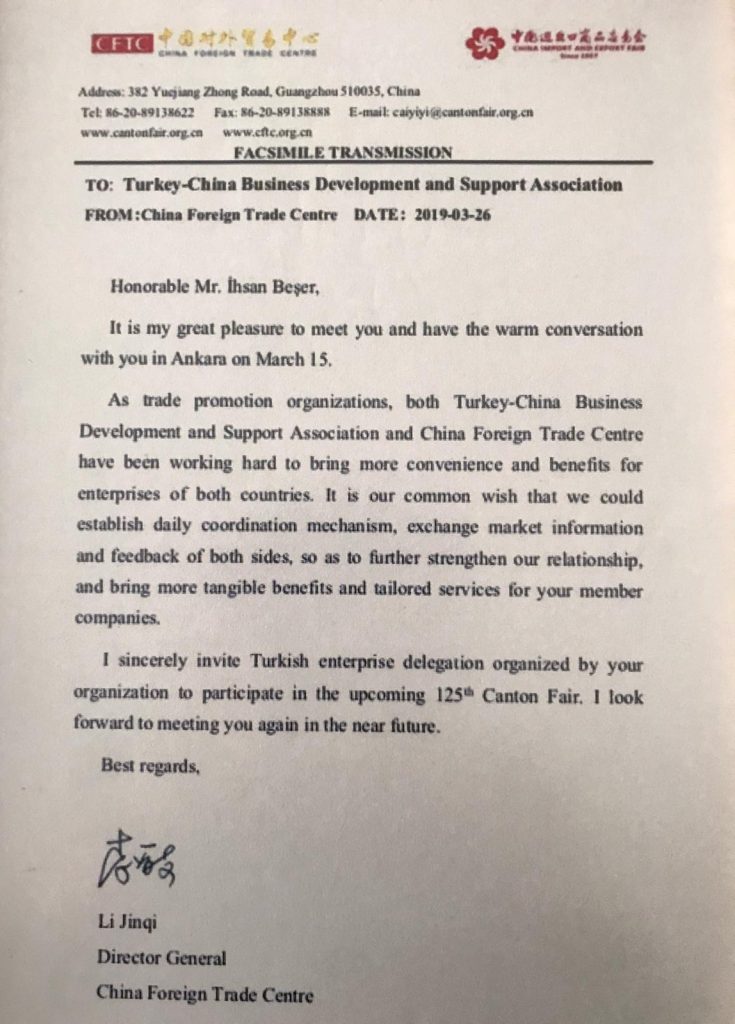 CFTC 中国对外贸易中心
CHINA FOREIGN TRADE CENTRE
中国进出口商品交易会
CHINA IMPORT AND EXPORT FAIR
Since 1957
Address: 382 Yuejiang Zhong Road, Guangzhou 510035, China
Tel: 86-20-89138622 Fax: 86-20-89138888 E-mail: caiyiyi@cantonfair.org.cn
www.cantonfair.org.cn www.cftc.org.cn
FACSIMILE TRANSMISSION
TO: Turkey-China Business Development and Support Association
FROM:China Foreign Trade Centre DATE: 2019-03-26
Honorable Mr. İhsan Beşer,
It is my great pleasure to meet you and have the warm conversation
with you in Ankara on March 15.
As trade promotion organizations, both Turkey-China Business
Development and Support Association and China Foreign Trade Centre
have been working hard to bring more convenience and benefits for
enterprises of both countries. It is our common wish that we could
establish daily coordination mechanism, exchange market information
and feedback of both sides, so as to further strengthen our relationship,
and bring more tangible benefits and tailored services for your member
companies.
I sincerely invite Turkish enterprise delegation organized by your
organization to participate in the upcoming 125th Canton Fair. I look
forward to meeting you again in the near future.
Best regards,
Li Jinqi
Director General
China Foreign Trade Centre